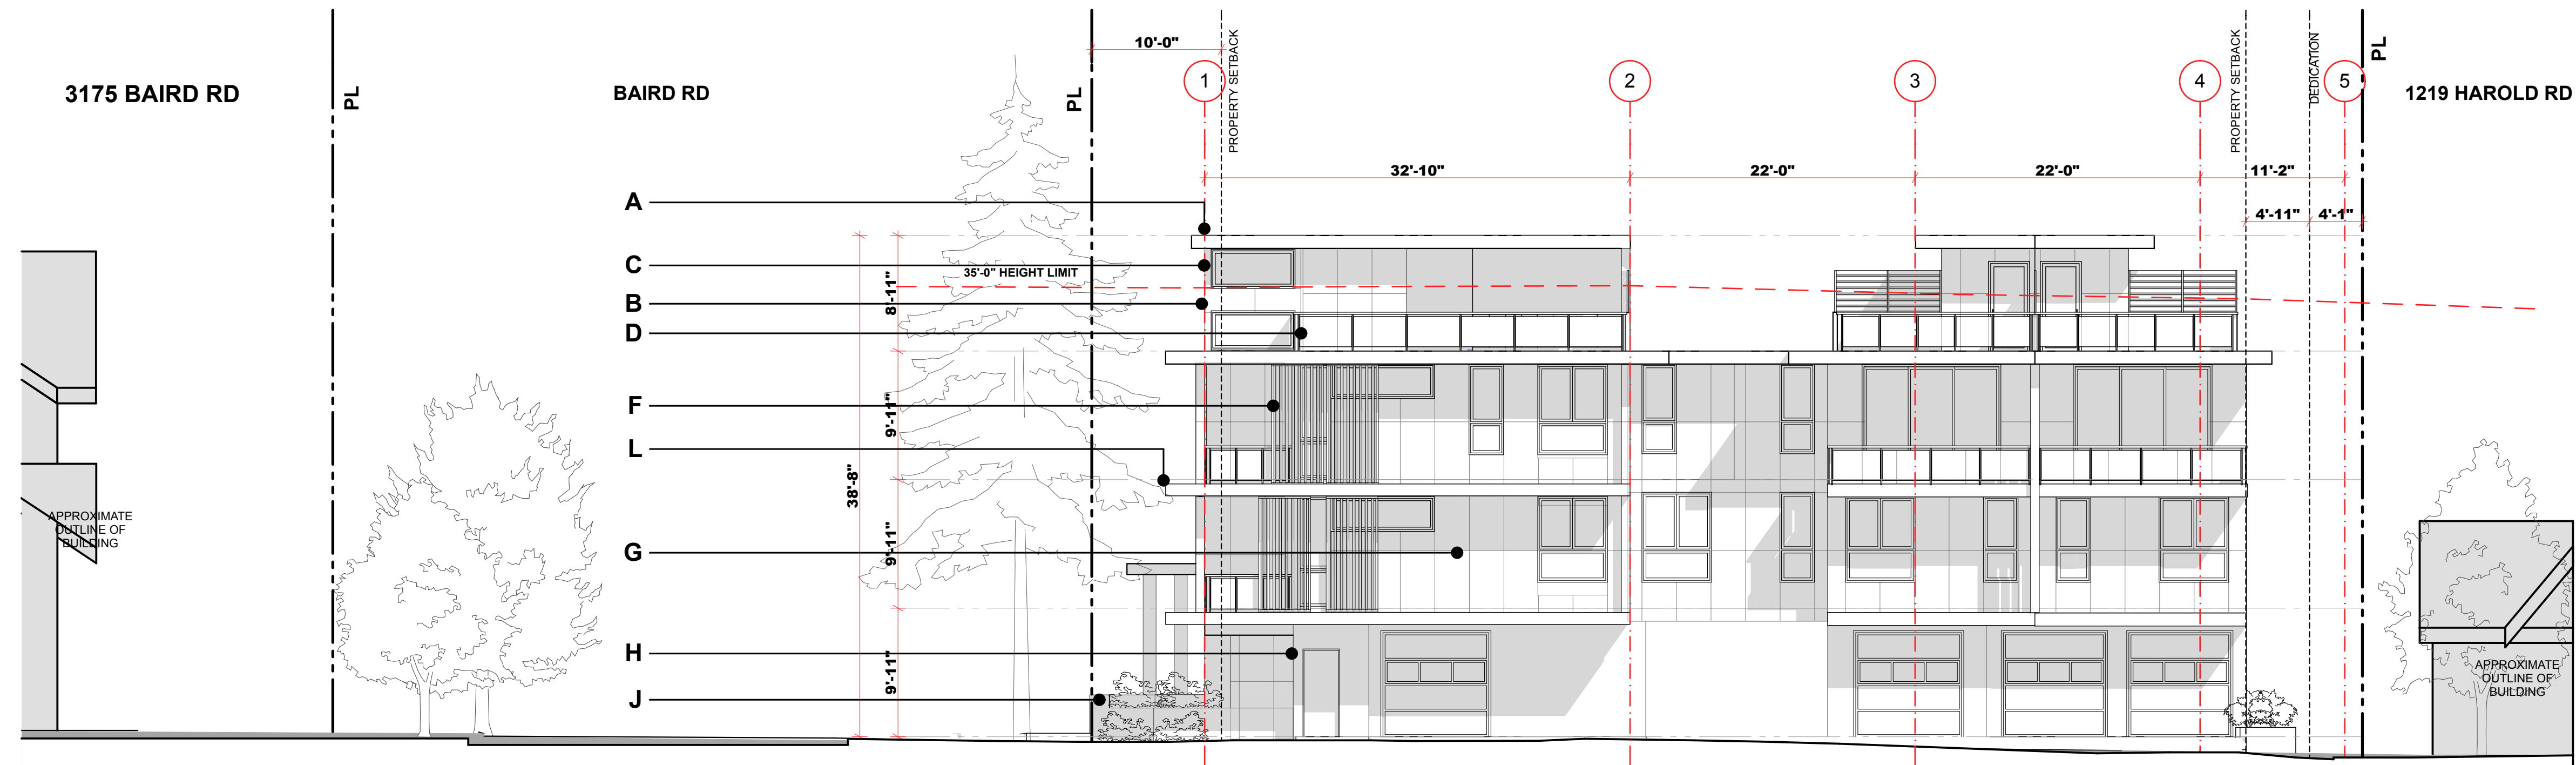 10'-0"
PROPERTY SETBACK
PROPERTY SETBACK
DEDICATION
PL
1
2
3
4
5
3175 BAIRD RD
PL
BAIRD RD
PL
1219 HAROLD RD
32'-10"
22'-0"
22'-0"
11'-2"
A
4'-11"
4'-1"
C
35'-0" HEIGHT LIMIT
8'-11"
B
D
F
9'-11"
L
38'-8"
APPROXIMATE
OUTLINE OF
BUILDING
9'-11"
G
H
9'-11"
J
APPROXIMATE
OUTLINE OF
BUILDING